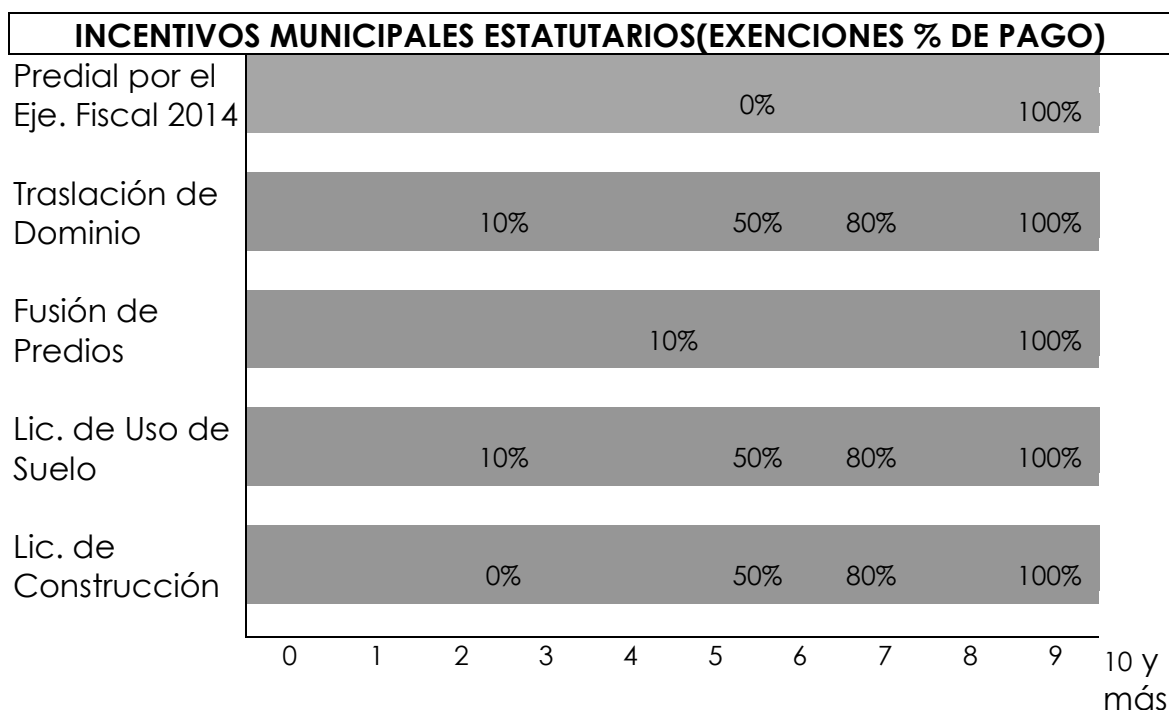 INCENTIVOS MUNICIPALES ESTATUTARIOS(EXENCIONES % DE PAGO)
Predial por el
Eje. Fiscal 2014
0% 100%
Traslación de
Dominio
10% 50% 80% 100%
Fusión de
Predios
10% 100%
Lic. de Uso de
Suelo
10% 50% 80% 100%
Lic. de
Construcción
0% 50% 80% 100%
0 1 2 3 4 5 6 7 8 9 10 y
más